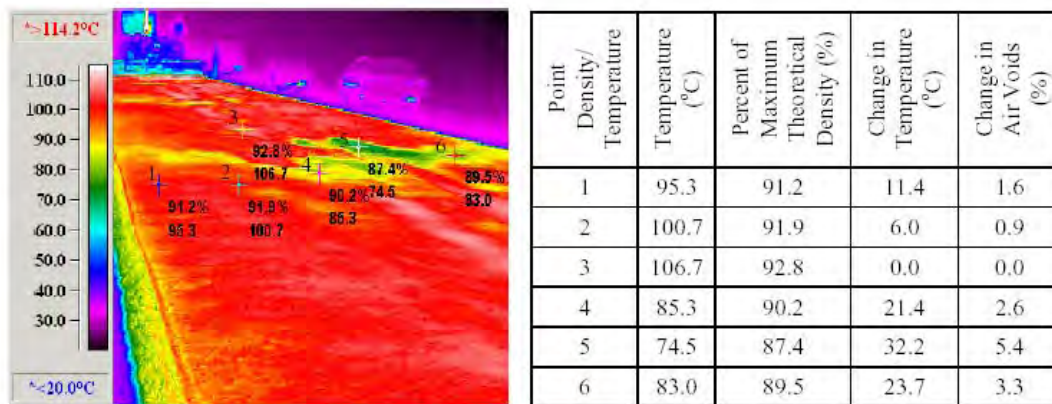 ^>114.2°C
110.0
100.0
90.0
80.0
70.0
60.0
50.0
40.0
30.0
^<20.0°C
3
92.8%
106.7
5
87.4%
74.5
6
89.5%
83.0
4
90.2%
85.3
1
91.2%
95.3
2
91.9%
100.7
Point
Density/
Temperature
Temperature
(°C)
Percent of
Maximum
Theoretical
Density (%)
Change in
Temperature
(°C)
Change in
Air Voids
(%)
1 95.3 91.2 11.4 1.6
2 100.7 91.9 6.0 0.9
3 106.7 92.8 0.0 0.0
4 85.3 90.2 21.4 2.6
5 74.5 87.4 32.2 5.4
6 83.0 89.5 23.7 3.3